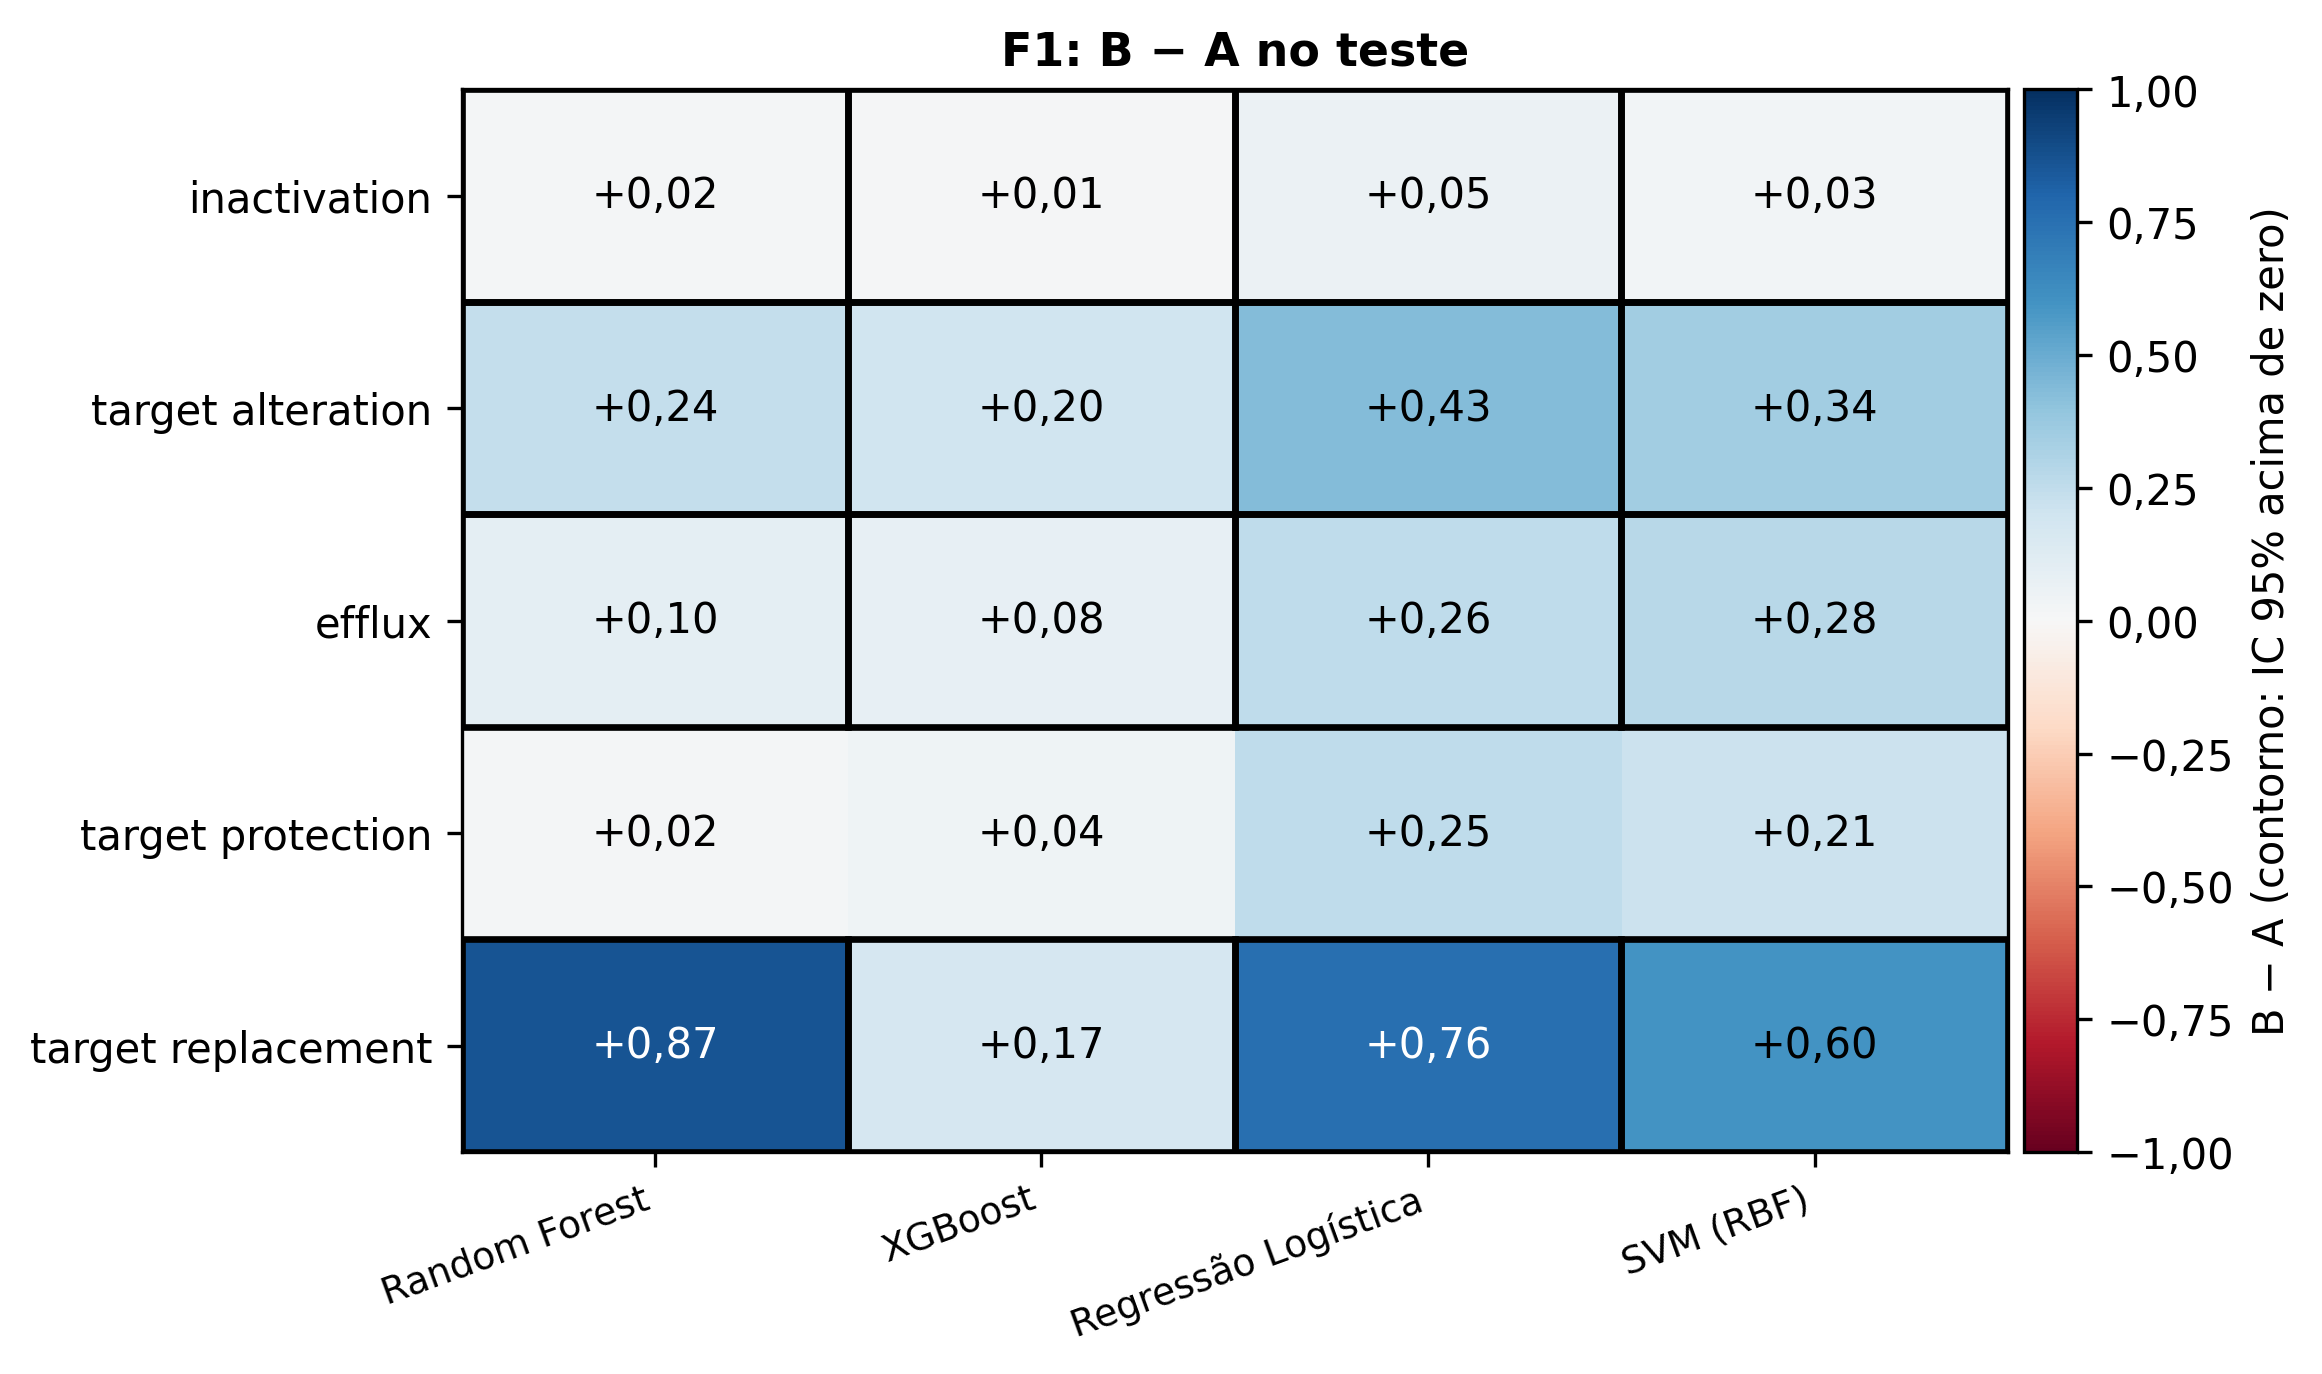 F1: B − A no teste
inactivation +0,02 +0,01 +0,05 +0,03
target alteration +0,24 +0,20 +0,43 +0,34
efflux +0,10 +0,08 +0,26 +0,28
target protection +0,02 +0,04 +0,25 +0,21
target replacement +0,87 +0,17 +0,76 +0,60
Random Forest
XGBoost
Regressão Logística
SVM (RBF)
1,00
0,75
0,50
0,25
0,00
−0,25
−0,50
−0,75
−1,00
B − A (contorno: IC 95% acima de zero)